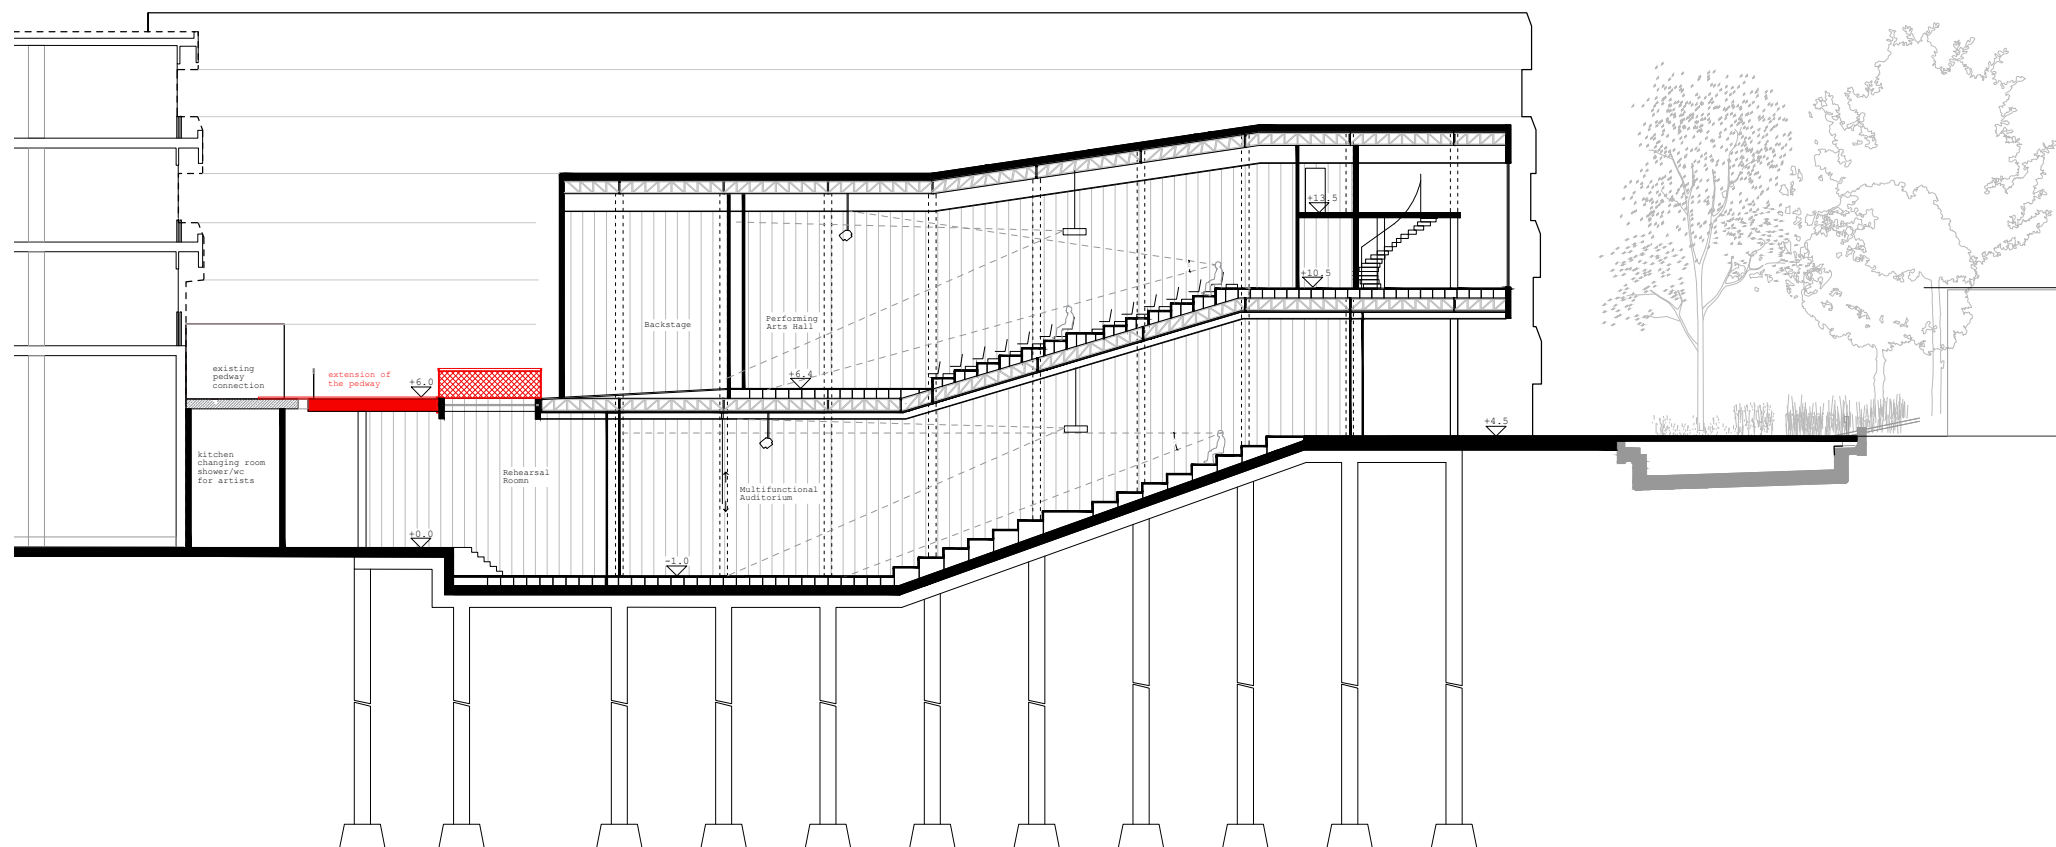 +13.5
+10.5
Backstage
Performing
Arts Hall
existing
pedway
connection
extension of
the pedway
+6.0
+6.4
+4.5
kitchen
changing room
shower/wc
for artists
Rehearsal
Roomn
Multifunctional
Auditorium
+0.0
-1.0